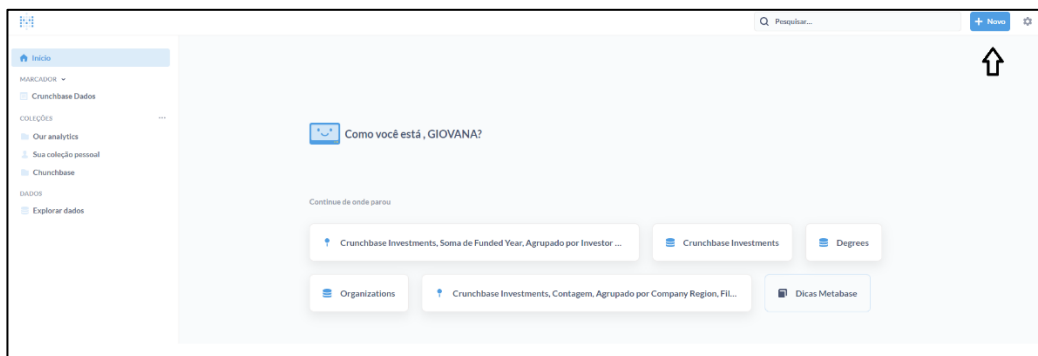 Pesquisar...
+ Novo
Início
MARCADOR
Crunchbase Dados
COLEÇÕES
...
Our analytics
Sua coleção pessoal
Chunchbase
DADOS
Explorar dados
Como você está , GIOVANA?
Continue de onde parou
Crunchbase Investments, Soma de Funded Year, Agrupado por Investor ...
Crunchbase Investments
Degrees
Organizations
Crunchbase Investments, Contagem, Agrupado por Company Region, Fil...
Dicas Metabase